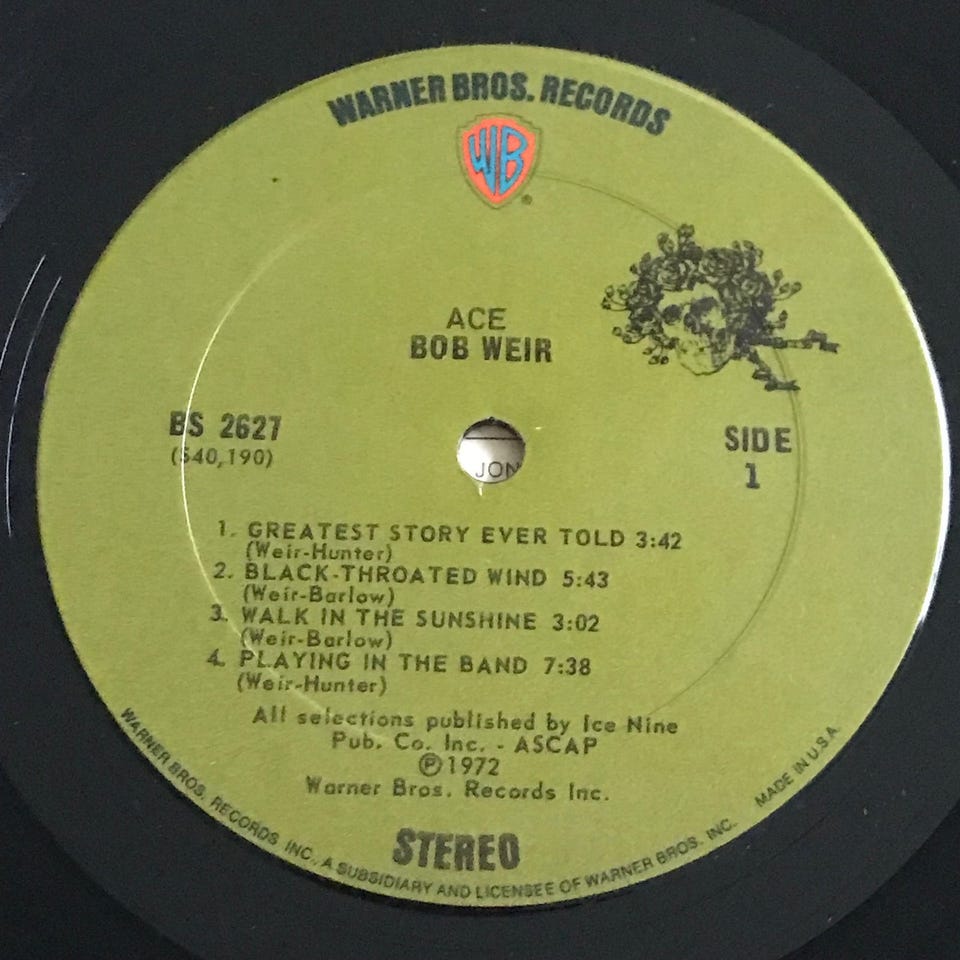 WARNER BROS. RECORDS
WB
®
ACE
BOB WEIR
BS 2627
(S40,190)
SIDE
1
JON
1. GREATEST STORY EVER TOLD 3:42
(Weir-Hunter)
2. BLACK-THROATED WIND 5:43
(Weir-Barlow)
3. WALK IN THE SUNSHINE 3:02
(Weir-Barlow)
4. PLAYING IN THE BAND 7:38
(Weir-Hunter)
All selections published by Ice Nine
Pub. Co. Inc. - ASCAP
℗1972
Warner Bros. Records Inc.
STEREO
WARNER BROS. RECORDS INC., A SUBSIDIARY AND LICENSEE OF WARNER BROS. INC. MADE IN U.S.A.